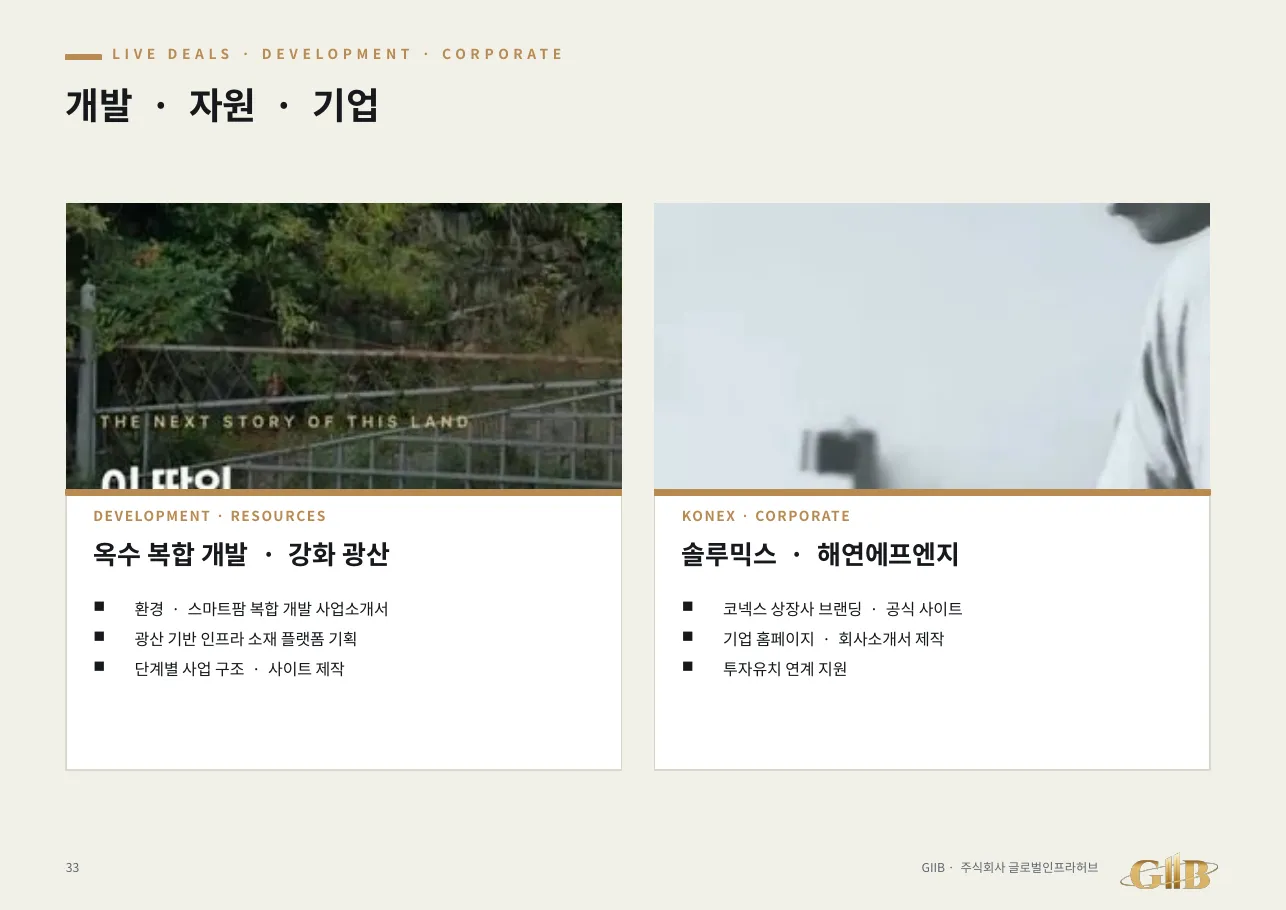 LIVE DEALS · DEVELOPMENT · CORPORATE
개발 · 자원 · 기업
THE NEXT STORY OF THIS LAND
DEVELOPMENT · RESOURCES
옥수 복합 개발 · 강화 광산
■ 환경 · 스마트팜 복합 개발 사업소개서
■ 광산 기반 인프라 소재 플랫폼 기획
■ 단계별 사업 구조 · 사이트 제작
KONEX · CORPORATE
솔루믹스 · 해연에프엔지
■ 코넥스 상장사 브랜딩 · 공식 사이트
■ 기업 홈페이지 · 회사소개서 제작
■ 투자유치 연계 지원
33
GIIB · 주식회사 글로벌인프라허브
GIIB